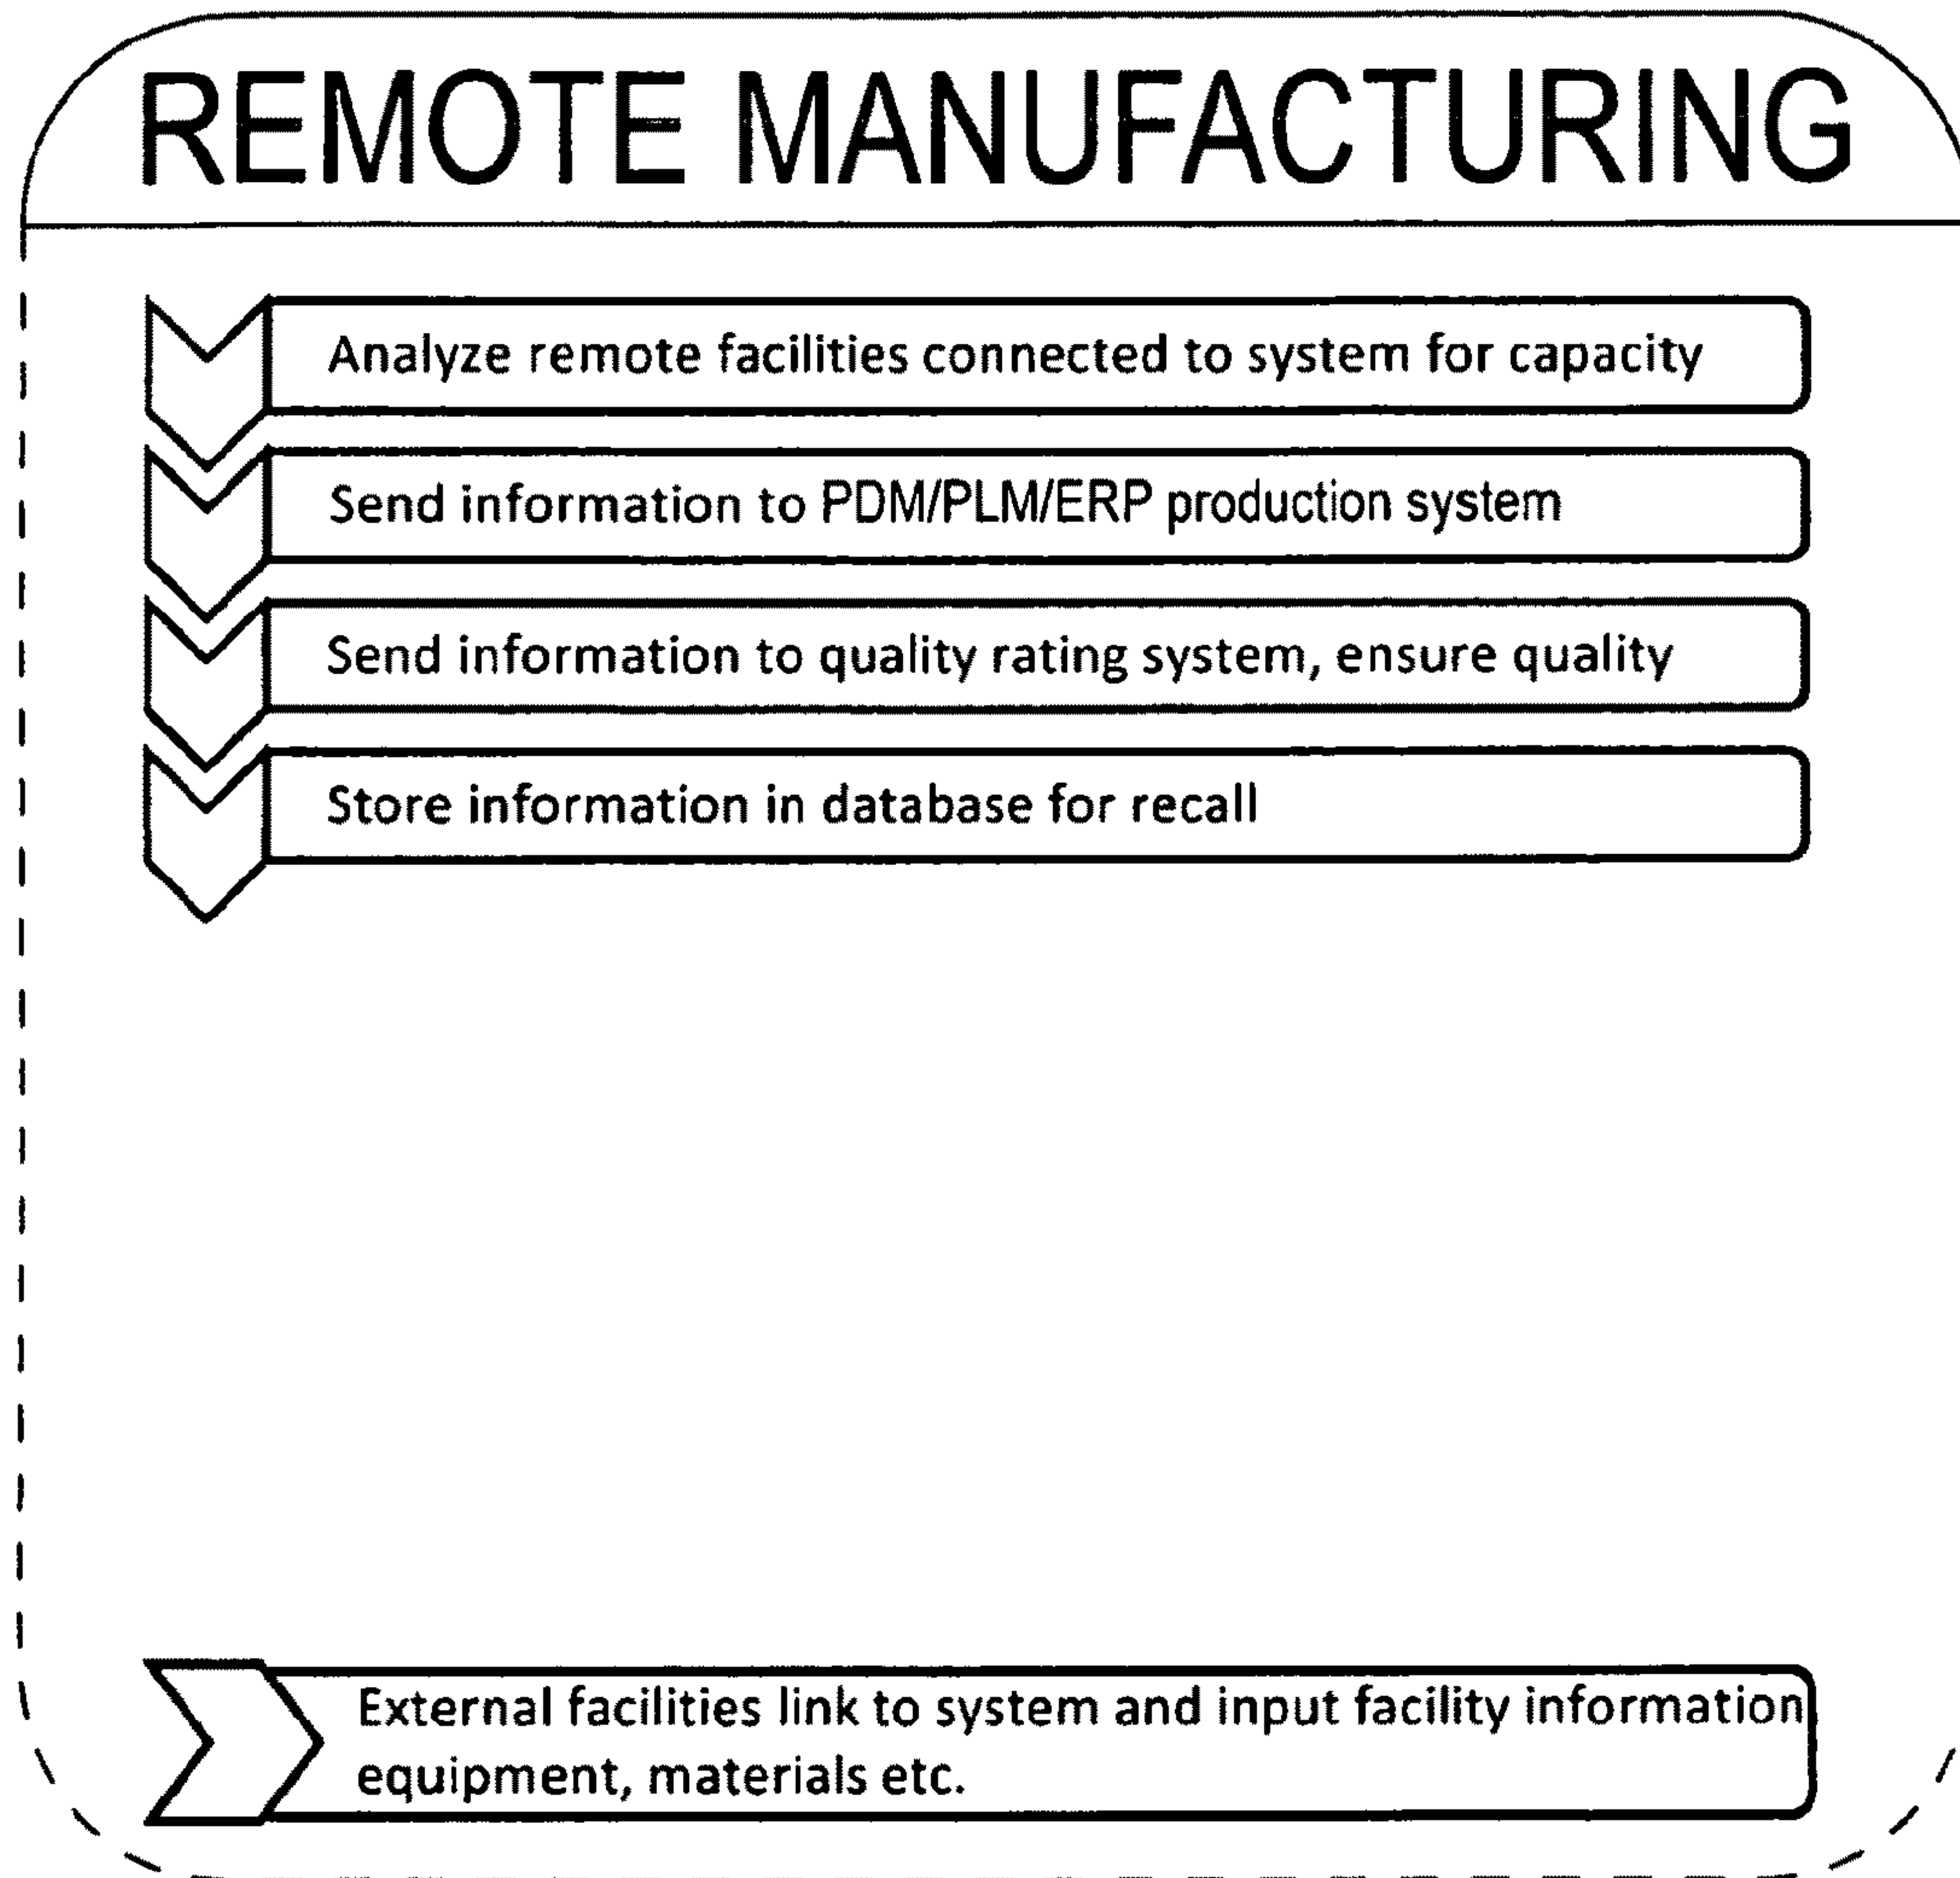 REMOTE MANUFACTURING
Analyze remote facilities connected to system for capacity
Send information to PDM/PLM/ERP production system
Send information to quality rating system, ensure quality
Store information in database for recall
External facilities link to system and input facility information
equipment, materials etc.